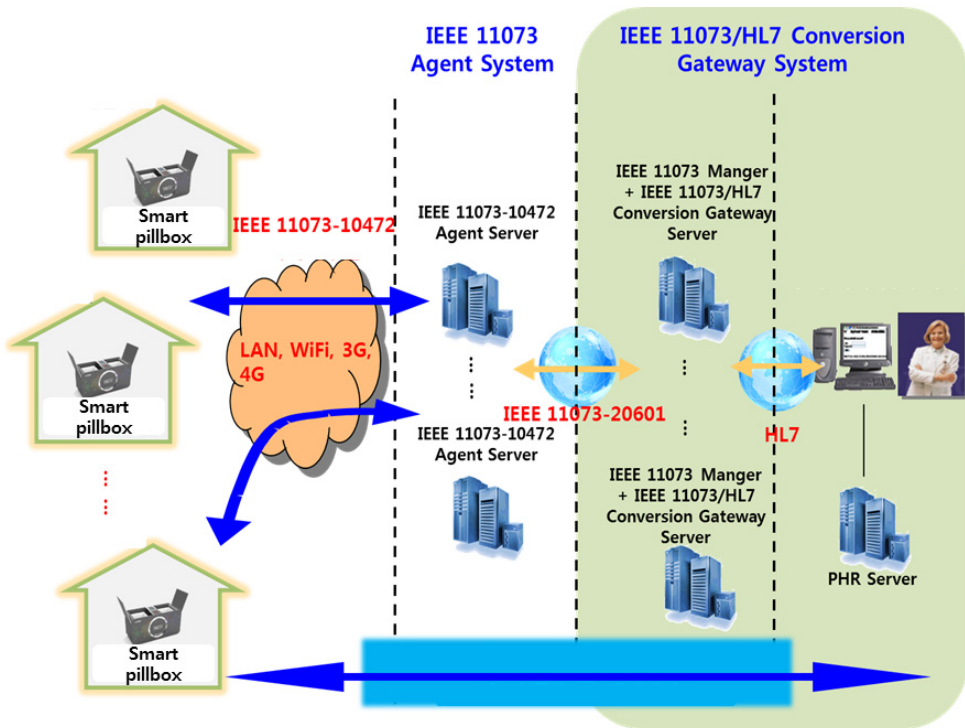 IEEE 11073
Agent System
IEEE 11073/HL7 Conversion
Gateway System
Smart
pillbox
IEEE 11073-10472
IEEE 11073-10472
Agent Server
IEEE 11073 Manger
+ IEEE 11073/HL7
Conversion Gateway
Server
LAN, WiFi, 3G,
4G
Smart
pillbox
IEEE 11073-20601
HL7
IEEE 11073-10472
Agent Server
IEEE 11073 Manger
+ IEEE 11073/HL7
Conversion Gateway
Server
PHR Server
Smart
pillbox